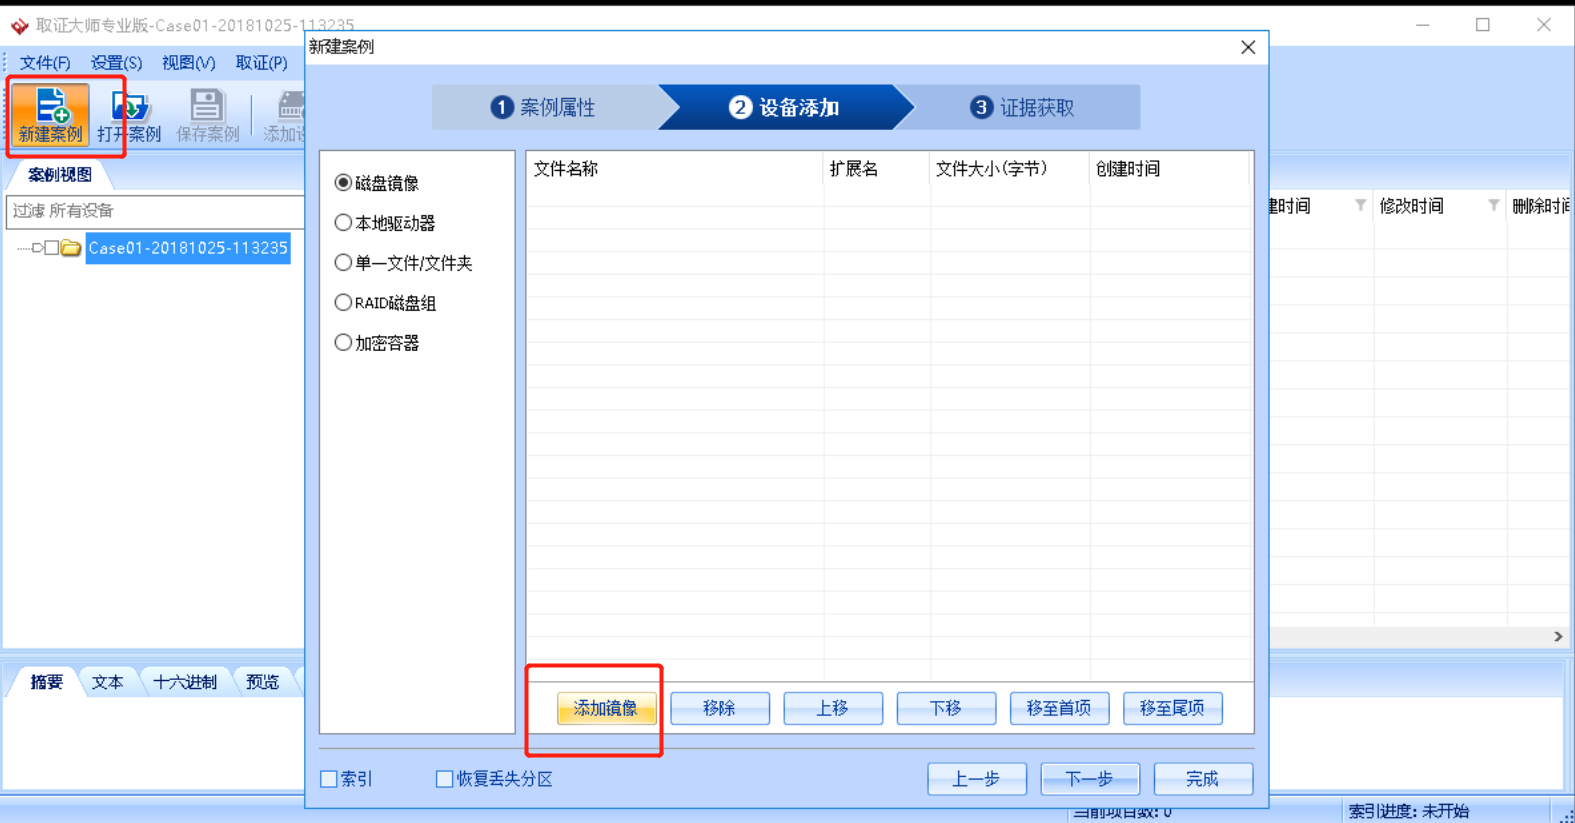 取证大师专业版-Case01-20181025-113235
文件(F) 设置(S) 视图(V) 取证(P)
新建案例 打开案例 保存案例 添加
案例视图
过滤 所有设备
Case01-20181025-113235
新建案例
1 案例属性 2 设备添加 3 证据获取
磁盘镜像
本地驱动器
单一文件/文件夹
RAID磁盘组
加密容器
文件名称 扩展名 文件大小(字节) 创建时间
添加镜像 移除 上移 下移 移至首项 移至尾项
索引 恢复丢失分区 上一步 下一步 完成
建时间 修改时间 删除时间
摘要 文本 十六进制 预览
当前项目数: 0 索引进度: 未开始